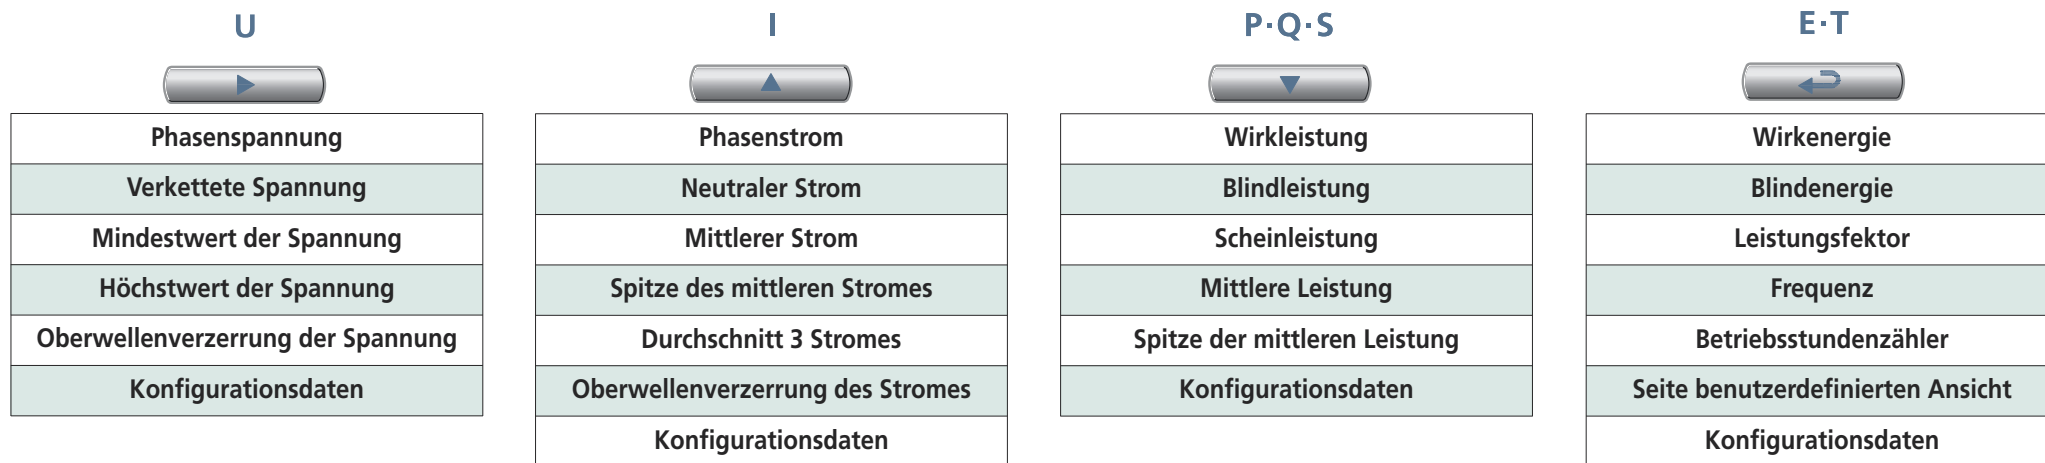 U
Phasenspannung
Verkettete Spannung
Mindestwert der Spannung
Höchstwert der Spannung
Oberwellenverzerrung der Spannung
Konfigurationsdaten
I
Phasenstrom
Neutraler Strom
Mittlerer Strom
Spitze des mittleren Stromes
Durchschnitt 3 Stromes
Oberwellenverzerrung des Stromes
Konfigurationsdaten
P·Q·S
Wirkleistung
Blindleistung
Scheinleistung
Mittlere Leistung
Spitze der mittleren Leistung
Konfigurationsdaten
E·T
Wirkenergie
Blindenergie
Leistungsfektor
Frequenz
Betriebsstundenzähler
Seite benutzerdefinierten Ansicht
Konfigurationsdaten